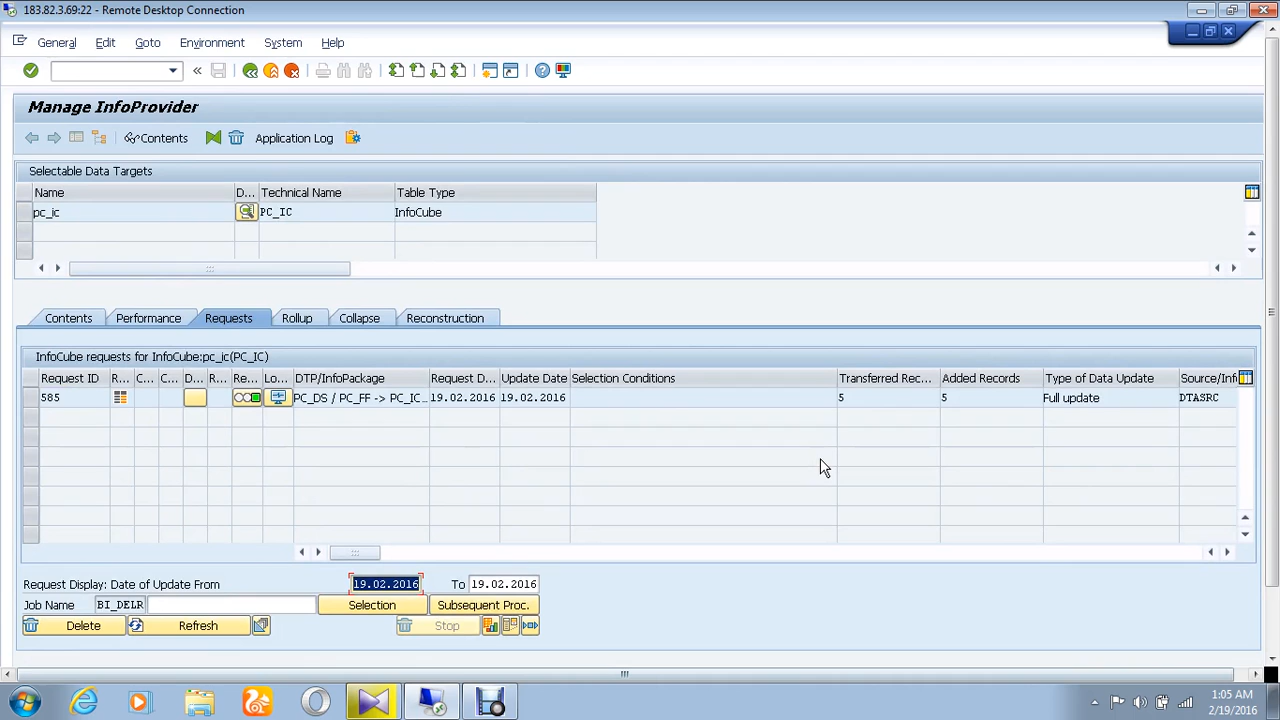 183.82.3.69:22 - Remote Desktop Connection
General Edit Goto Environment System Help
Manage InfoProvider
Contents Application Log
Selectable Data Targets
Name D... Technical Name Table Type
pc_ic PC_IC InfoCube
Contents Performance Requests Rollup Collapse Reconstruction
InfoCube requests for InfoCube:pc_ic(PC_IC)
Request ID R... C... C... D... R... Re... Lo... DTP/InfoPackage Request D... Update Date Selection Conditions Transferred Rec... Added Records Type of Data Update Source/Inf
585 PC_DS / PC_FF -> PC_IC... 19.02.2016 19.02.2016 5 5 Full update DTASRC
Request Display: Date of Update From 19.02.2016 To 19.02.2016
Job Name BI_DELR Selection Subsequent Proc.
Delete Refresh Stop
1:05 AM
2/19/2016